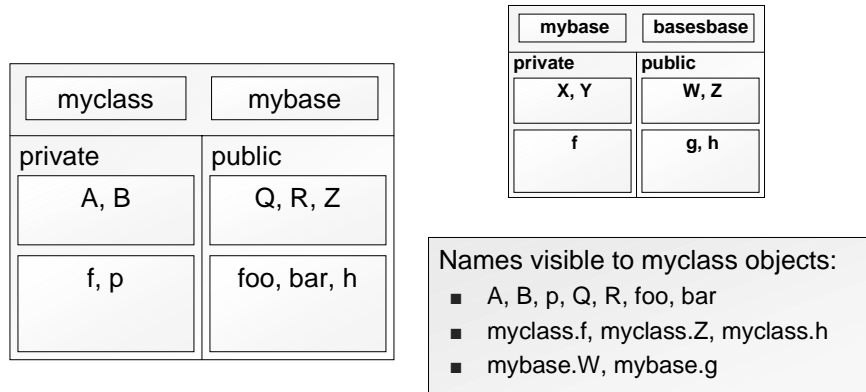 myclass mybase
private public
A, B Q, R, Z
f, p foo, bar, h
mybase basesbase
private public
X, Y W, Z
f g, h
Names visible to myclass objects:
■ A, B, p, Q, R, foo, bar
■ myclass.f, myclass.Z, myclass.h
■ mybase.W, mybase.g